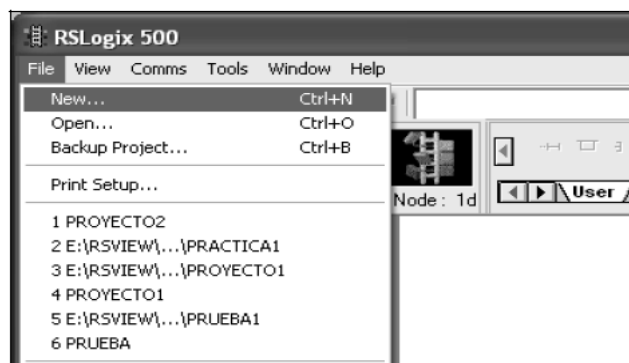 RSLogix 500
File View Comms Tools Window Help
New... Ctrl+N
Open... Ctrl+O
Backup Project... Ctrl+B
Print Setup...
Node: 1d
User
1 PROYECTO2
2 E:\RSVIEW\...\PRACTICA1
3 E:\RSVIEW\...\PROYECTO1
4 PROYECTO1
5 E:\RSVIEW\...\PRUEBA1
6 PRUEBA